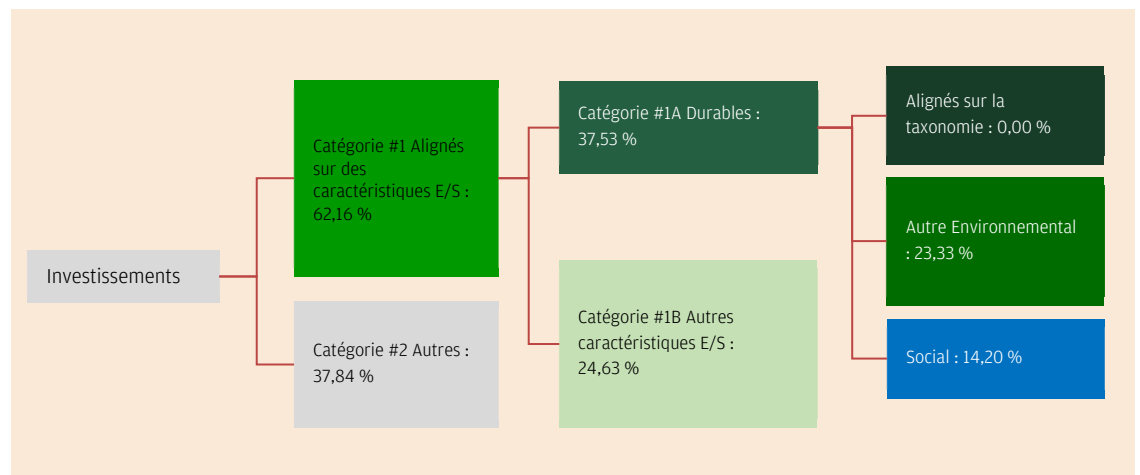 Investissements
Catégorie #1 Alignés
sur des
caractéristiques E/S :
62,16 %
Catégorie #2 Autres :
37,84 %
Catégorie #1A Durables :
37,53 %
Catégorie #1B Autres
caractéristiques E/S :
24,63 %
Alignés sur la
taxonomie : 0,00 %
Autre Environnemental
: 23,33 %
Social : 14,20 %